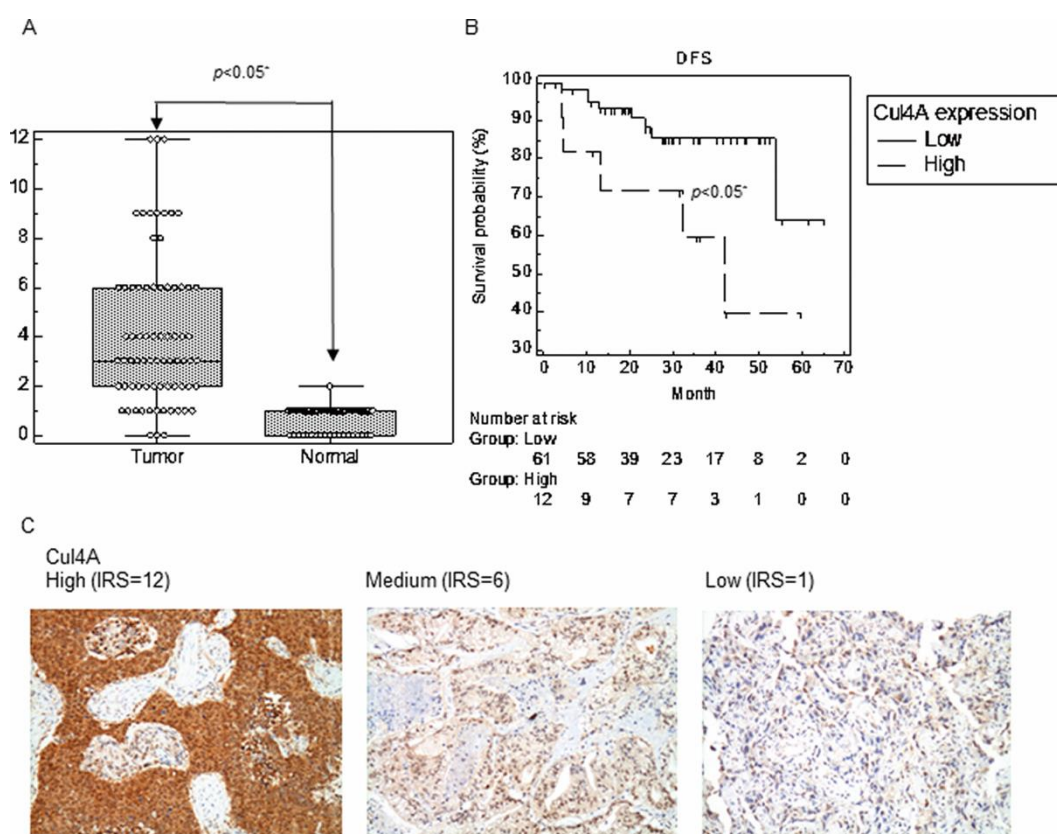 A
p<0.05*
12
10
8
6
4
2
0
Tumor
Normal
B
DFS
100
90
80
70
60
50
40
30
Survival probability (%)
p<0.05*
0 10 20 30 40 50 60 70
Month
Cul4A expression
Low
High
Number at risk
Group: Low
61 58 39 23 17 8 2 0
Group: High
12 9 7 7 3 1 0 0
C
Cul4A
High (IRS=12)
Medium (IRS=6)
Low (IRS=1)